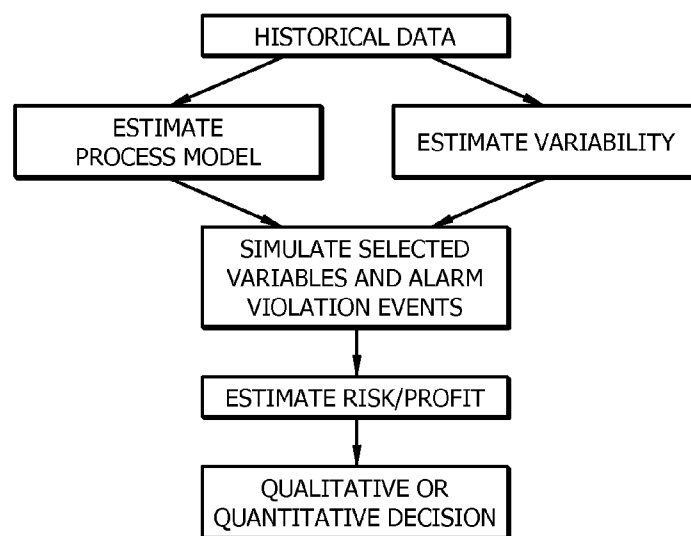 HISTORICAL DATA
ESTIMATE
PROCESS MODEL
ESTIMATE VARIABILITY
SIMULATE SELECTED
VARIABLES AND ALARM
VIOLATION EVENTS
ESTIMATE RISK/PROFIT
QUALITATIVE OR
QUANTITATIVE DECISION